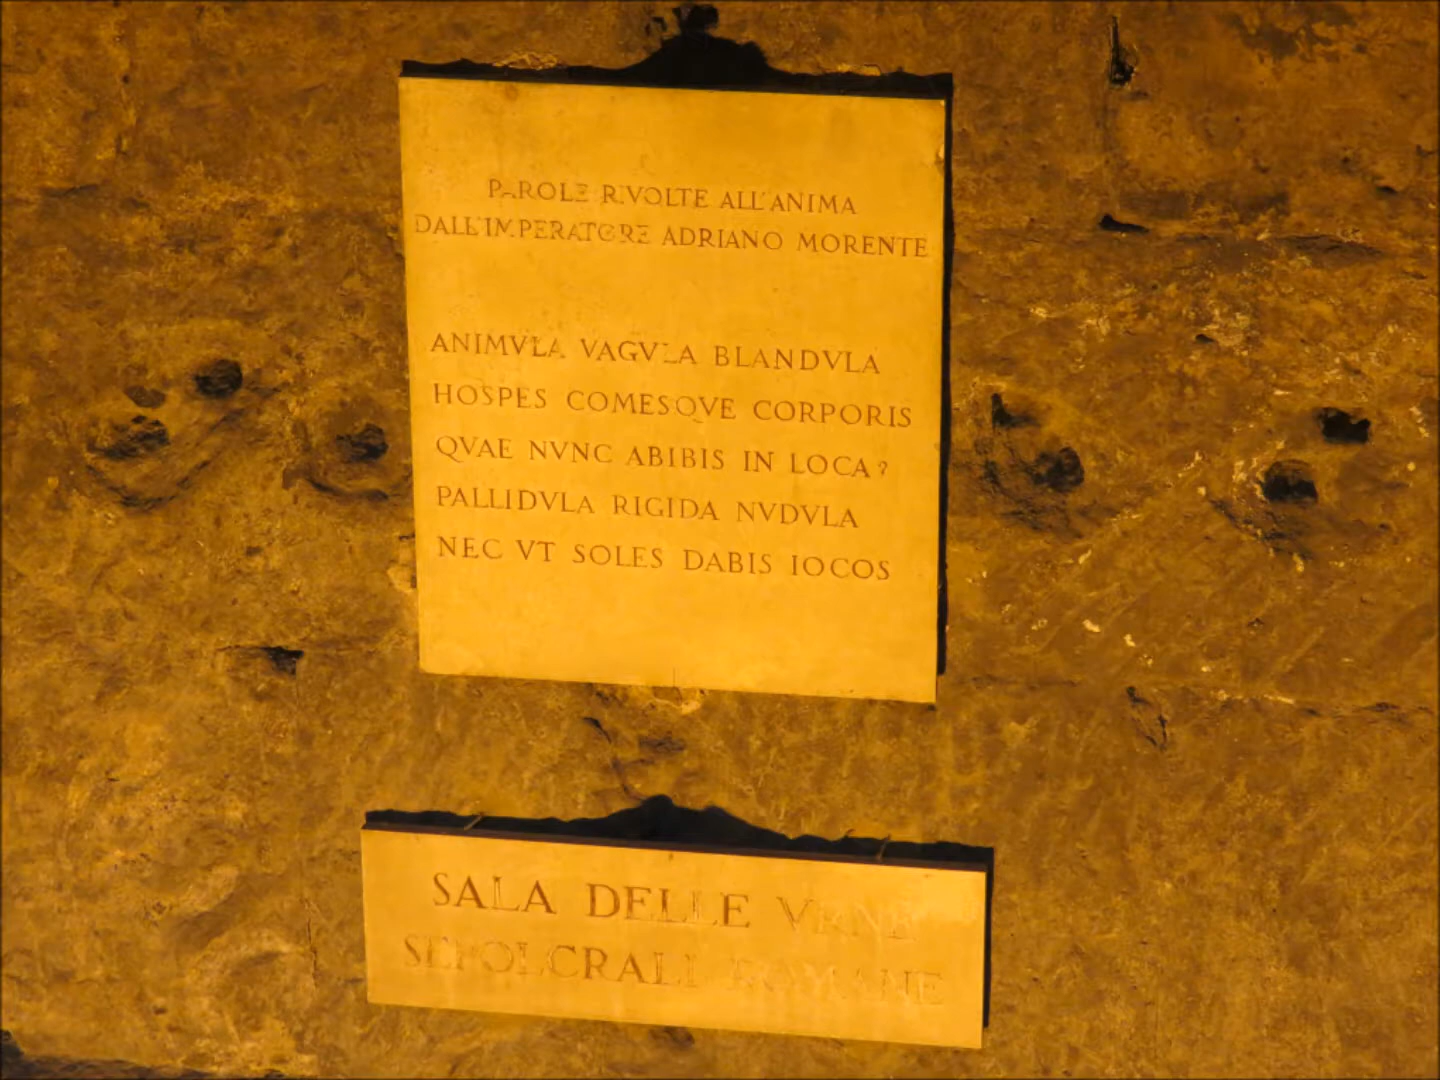 PAROLE RIVOLTE ALL'ANIMA
DALL'IMPERATORE ADRIANO MORENTE
ANIMVLA VAGVLA BLANDVLA
HOSPES COMESQVE CORPORIS
QVAE NVNC ABIBIS IN LOCA?
PALLIDVLA RIGIDA NVDVLA
NEC VT SOLES DABIS IOCOS
SALA DELLE VRNE
SEPOLCRALI ROMANE